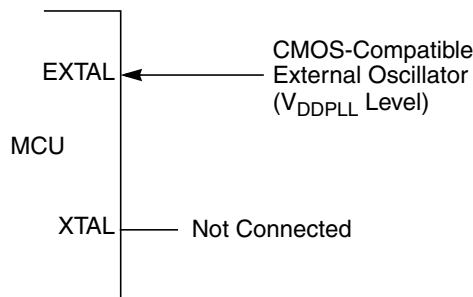 CMOS-Compatible
EXTAL External Oscillator
(VDDPLL Level)
MCU
XTAL Not Connected